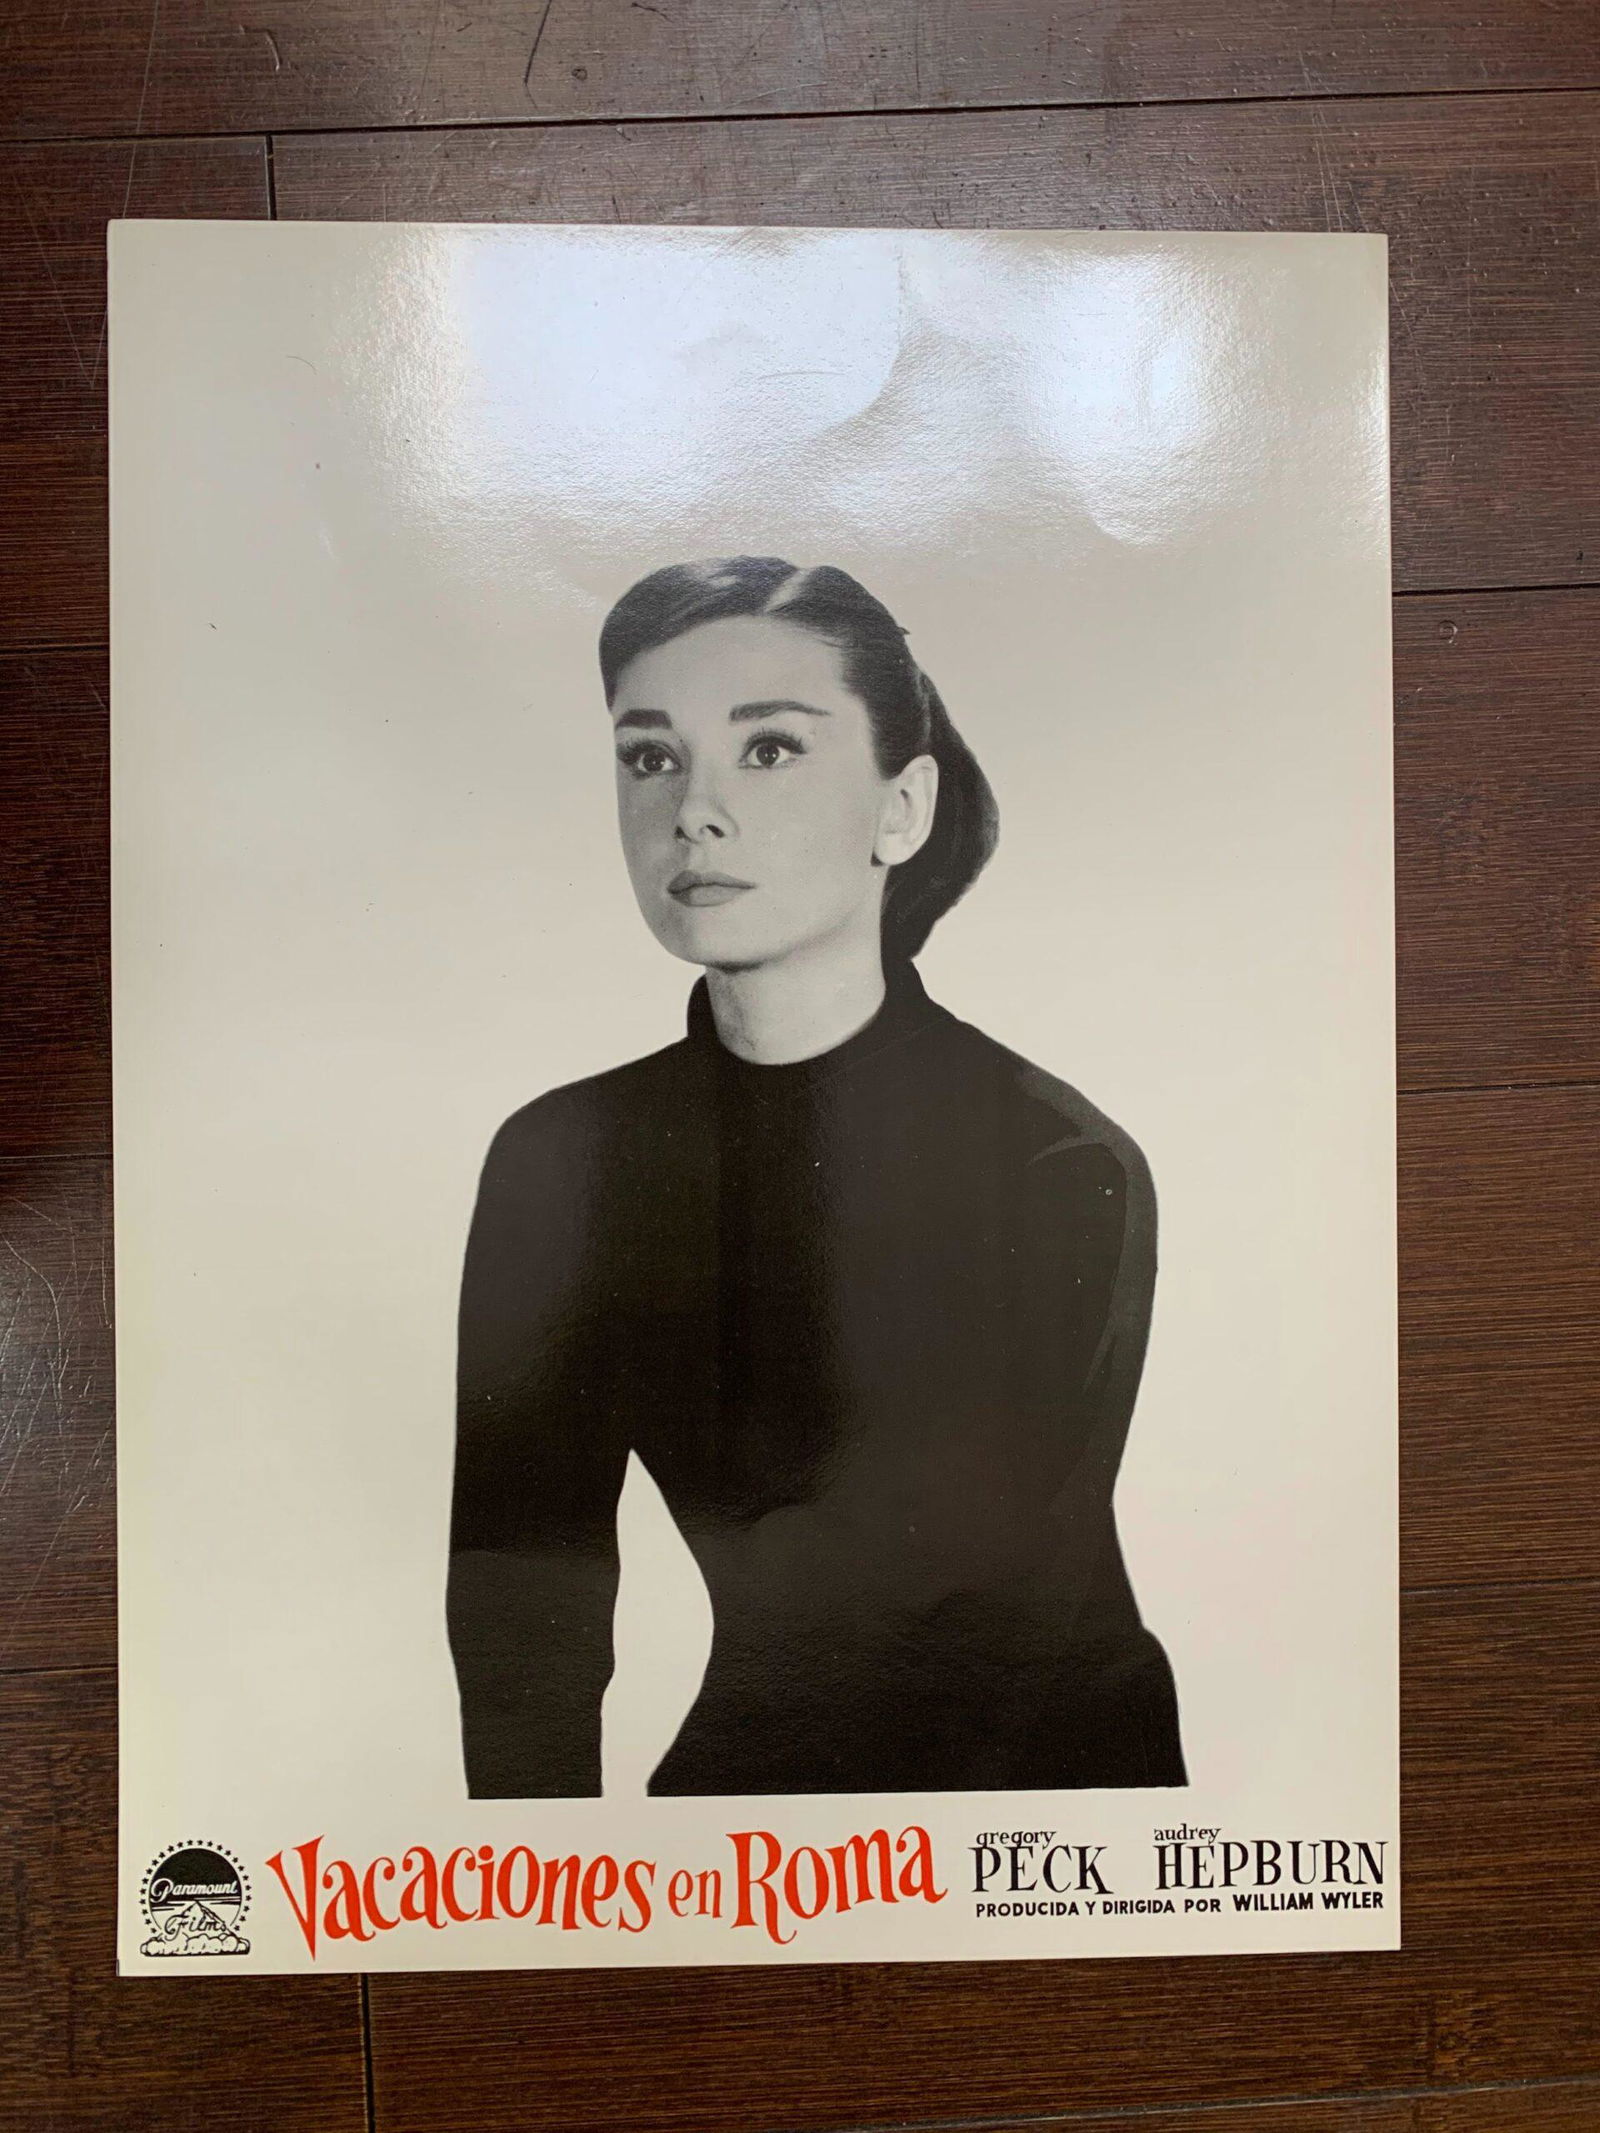 Paramount
Films
Vacaciones en Roma
gregory
PECK
audrey
HEPBURN
PRODUCIDA Y DIRIGIDA POR WILLIAM WYLER